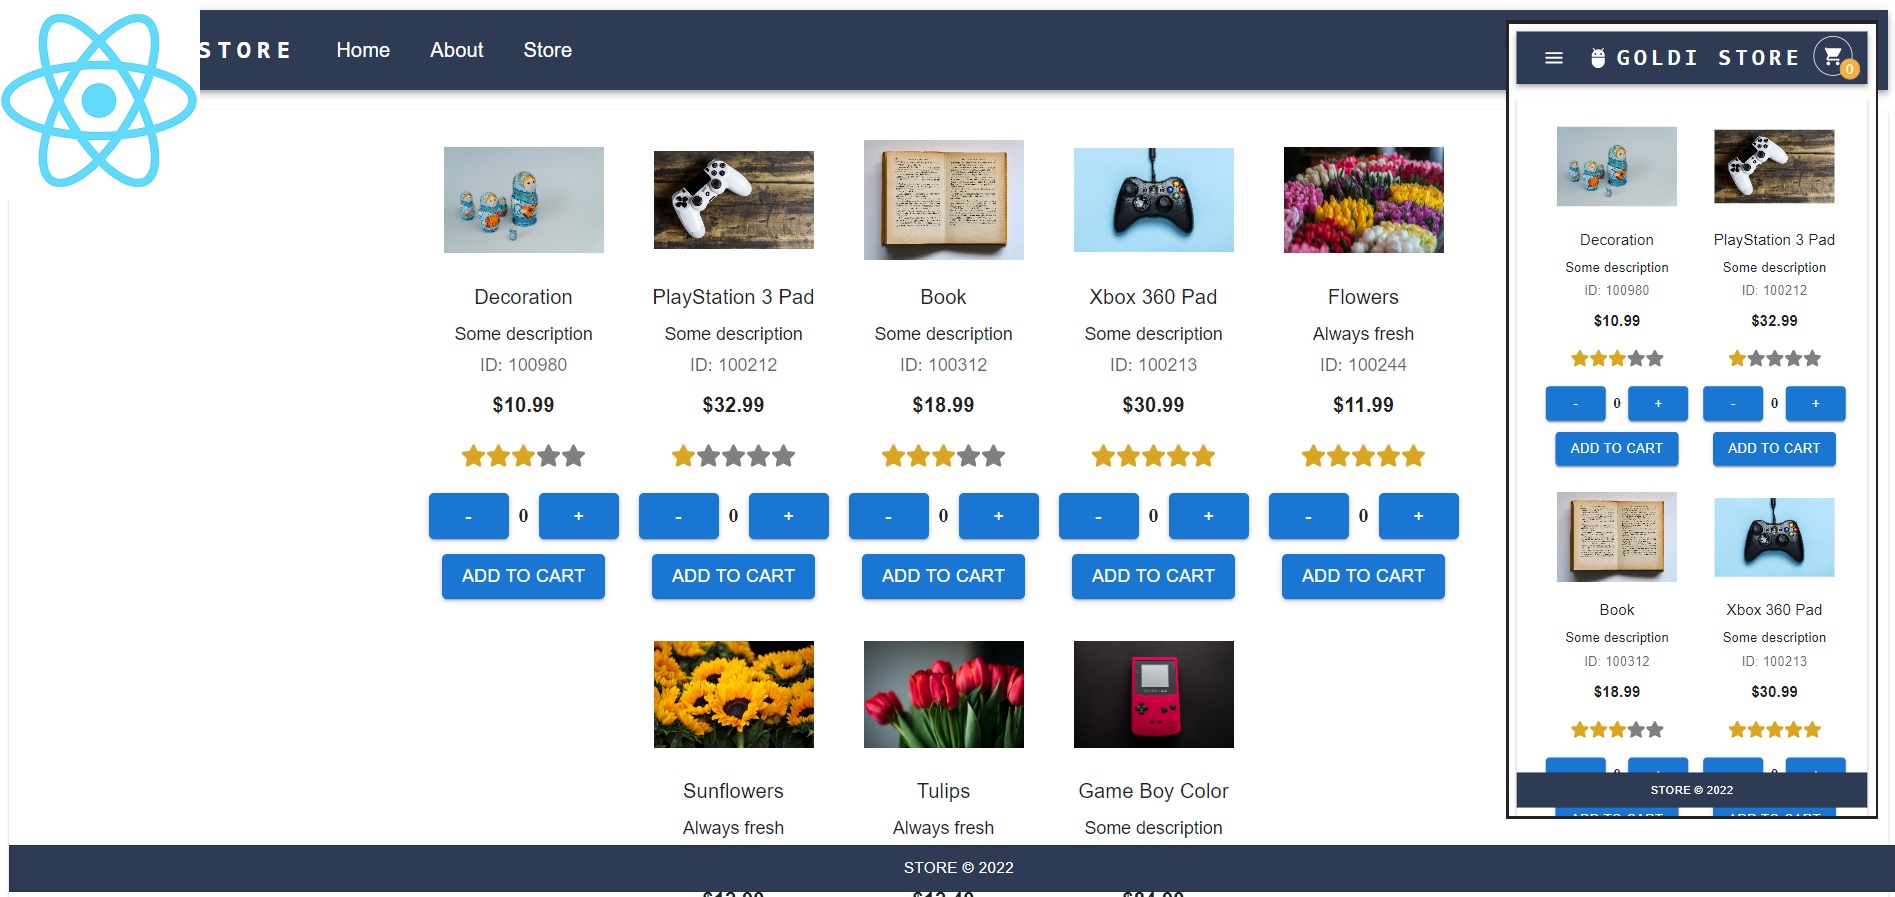 STORE Home About Store
Decoration PlayStation 3 Pad Book Xbox 360 Pad Flowers
Some description Some description Some description Some description Always fresh
ID: 100980 ID: 100212 ID: 100312 ID: 100213 ID: 100244
$10.99 $32.99 $18.99 $30.99 $11.99
- 0 + - 0 + - 0 + - 0 + - 0 +
ADD TO CART ADD TO CART ADD TO CART ADD TO CART ADD TO CART
Sunflowers Tulips Game Boy Color
Always fresh Always fresh Some description
STORE © 2022
GOLDI STORE 0
Decoration PlayStation 3 Pad
Some description Some description
ID: 100980 ID: 100212
$10.99 $32.99
- 0 + - 0 +
ADD TO CART ADD TO CART
Book Xbox 360 Pad
Some description Some description
ID: 100312 ID: 100213
$18.99 $30.99
STORE © 2022